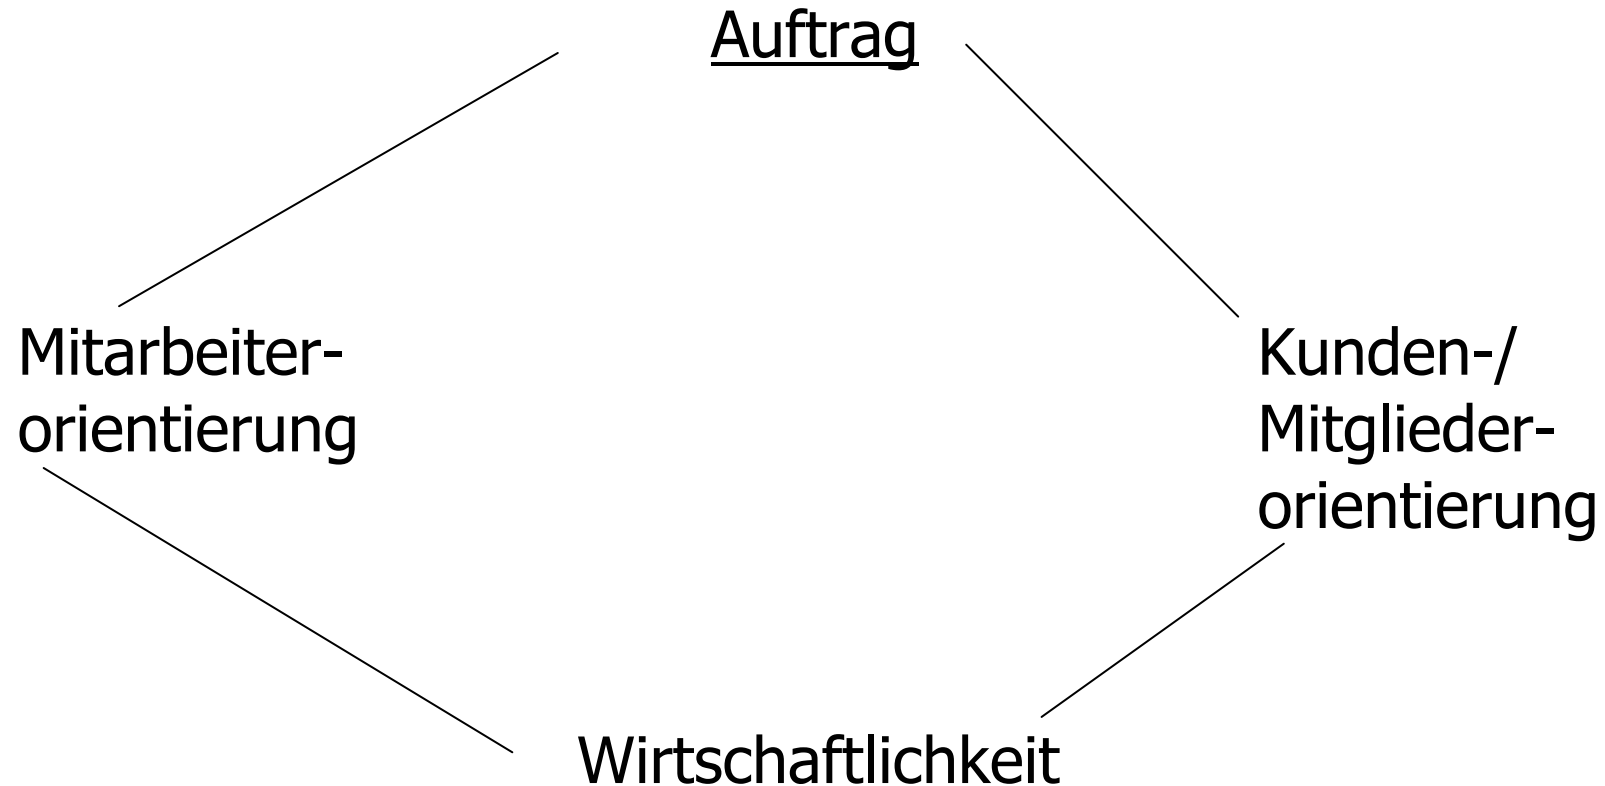 Auftrag
Mitarbeiter-
orientierung
Kunden-/
Mitglieder-
orientierung
Wirtschaftlichkeit